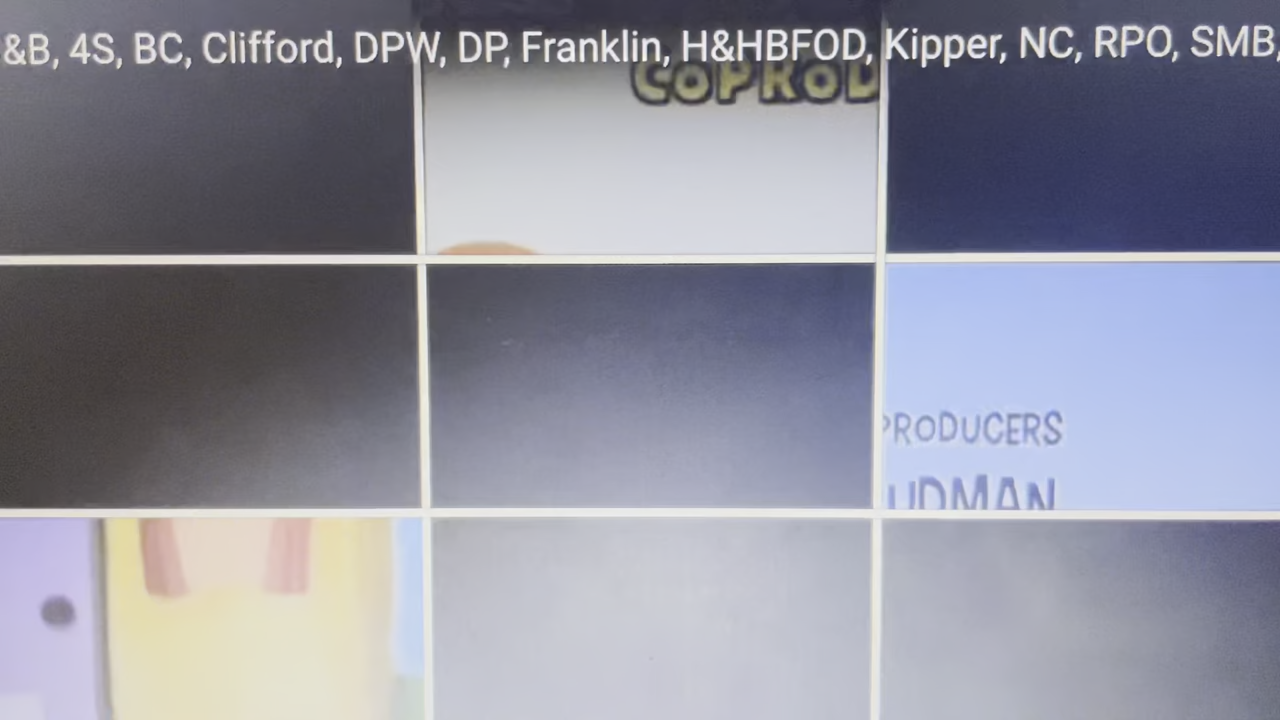 &B, 4S, BC, Clifford, DPW, DP, Franklin, H&HBFOD, Kipper, NC, RPO, SMB,
COPROD
PRODUCERS
UDMAN